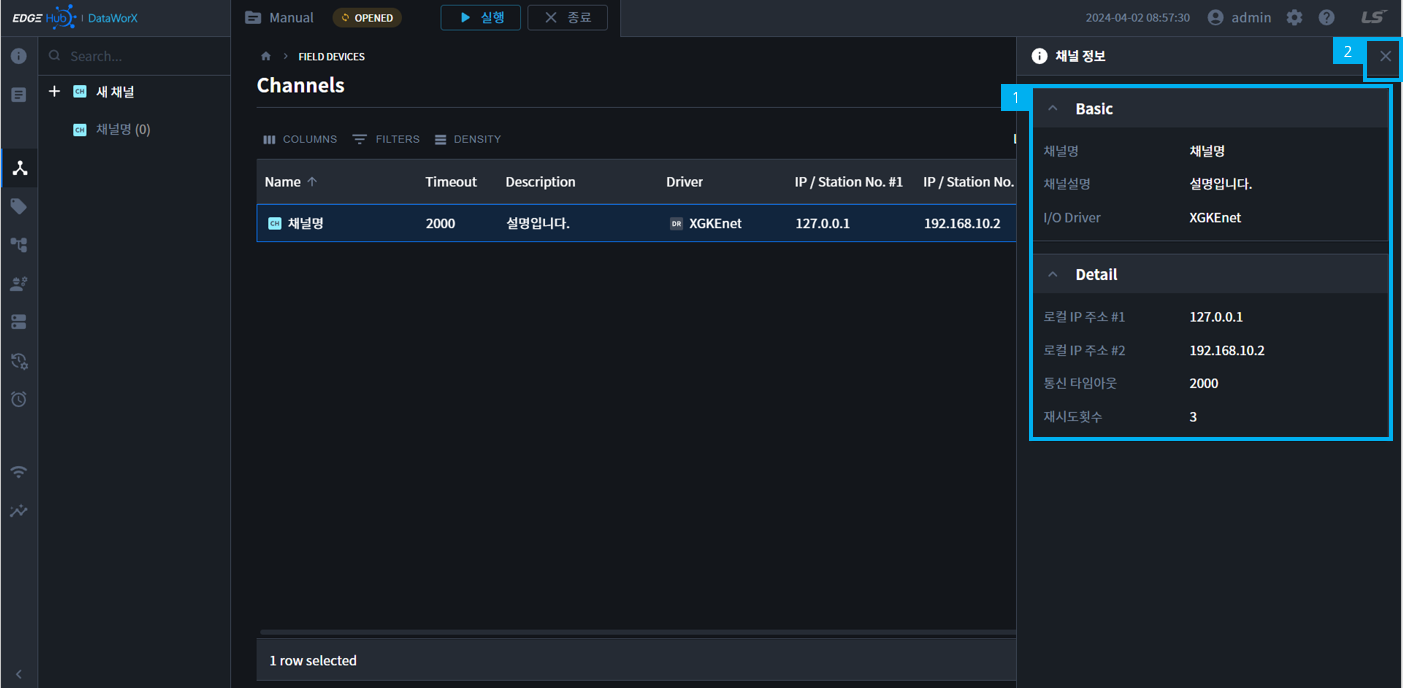 EDGE Hub | DataWorX
Manual
OPENED
실행
종료
2024-04-02 08:57:30
admin
LS
Search...
새 채널
채널명 (0)
FIELD DEVICES
Channels
COLUMNS
FILTERS
DENSITY
Name
Timeout
Description
Driver
IP / Station No. #1
IP / Station No.
CH
채널명
2000
설명입니다.
DR
XGKEnet
127.0.0.1
192.168.10.2
1 row selected
채널 정보
2
1
Basic
채널명
채널명
채널설명
설명입니다.
I/O Driver
XGKEnet
Detail
로컬 IP 주소 #1
127.0.0.1
로컬 IP 주소 #2
192.168.10.2
통신 타임아웃
2000
재시도횟수
3